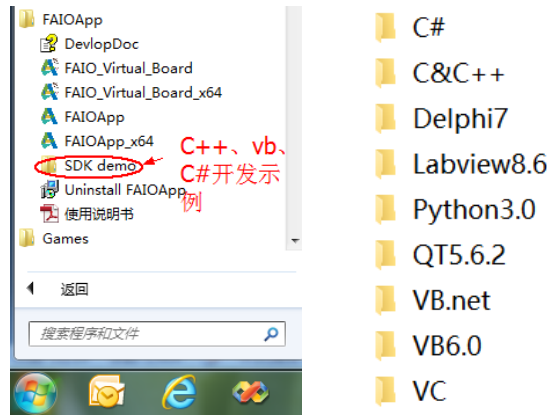 FAIOApp
DevlopDoc
FAIO_Virtual_Board
FAIO_Virtual_Board_x64
FAIOApp
FAIOApp_x64
SDK demo
Uninstall FAIOApp
使用说明书
Games
C++、vb、
C#开发示
例
返回
搜索程序和文件
C#
C&C++
Delphi7
Labview8.6
Python3.0
QT5.6.2
VB.net
VB6.0
VC